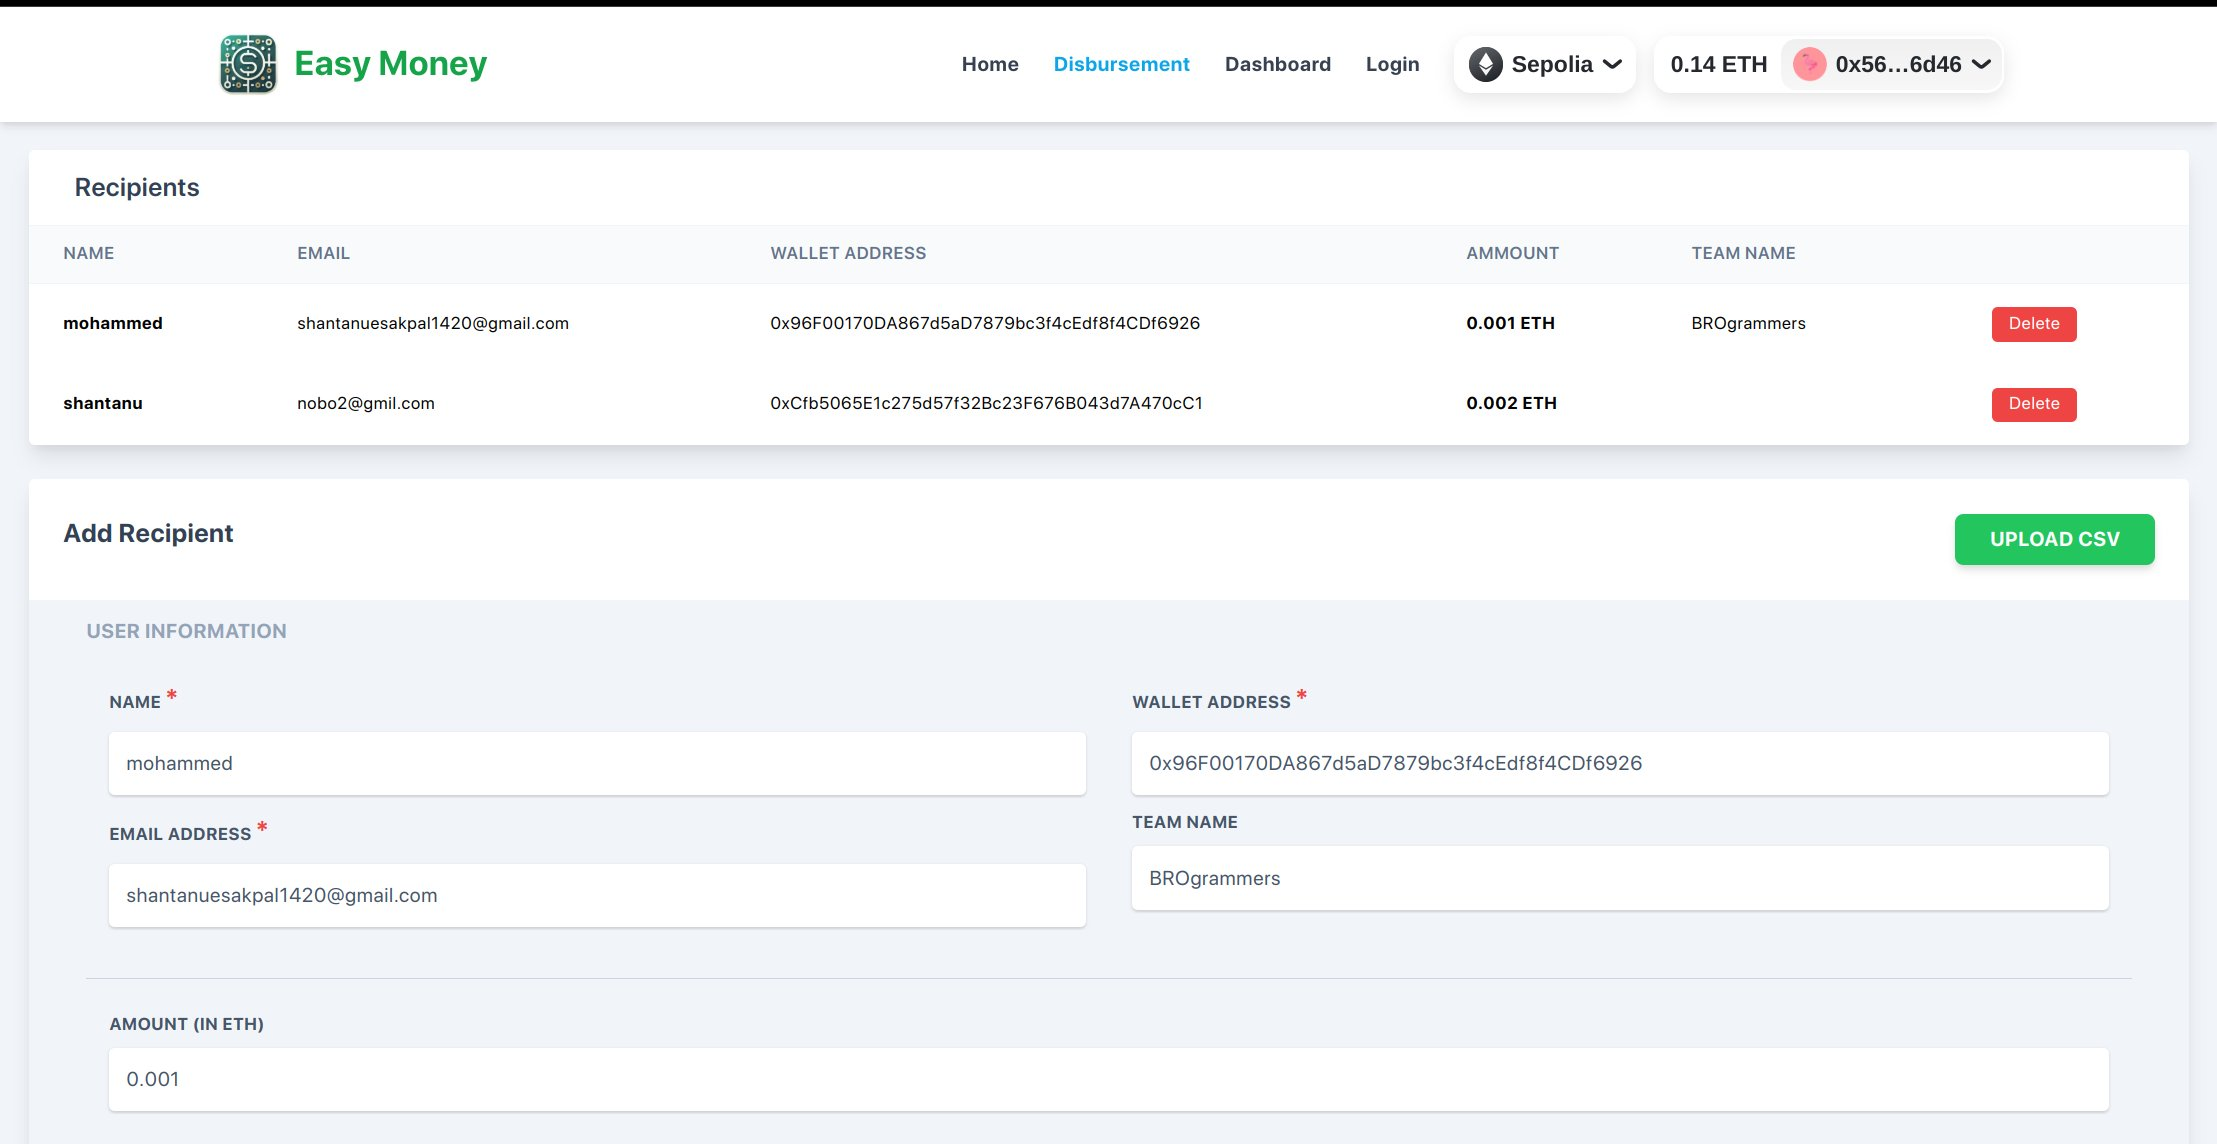 Easy Money
Home Disbursement Dashboard Login Sepolia 0.14 ETH 0x56...6d46
Recipients
NAME EMAIL WALLET ADDRESS AMMOUNT TEAM NAME
mohammed shantanuesakpal1420@gmail.com 0x96F00170DA867d5aD7879bc3f4cEdf8f4CDf6926 0.001 ETH BROgrammers Delete
shantanu nobo2@gmil.com 0xCfb5065E1c275d57f32Bc23F676B043d7A470cC1 0.002 ETH Delete
Add Recipient UPLOAD CSV
USER INFORMATION
NAME * WALLET ADDRESS *
mohammed 0x96F00170DA867d5aD7879bc3f4cEdf8f4CDf6926
EMAIL ADDRESS * TEAM NAME
shantanuesakpal1420@gmail.com BROgrammers
AMOUNT (IN ETH)
0.001